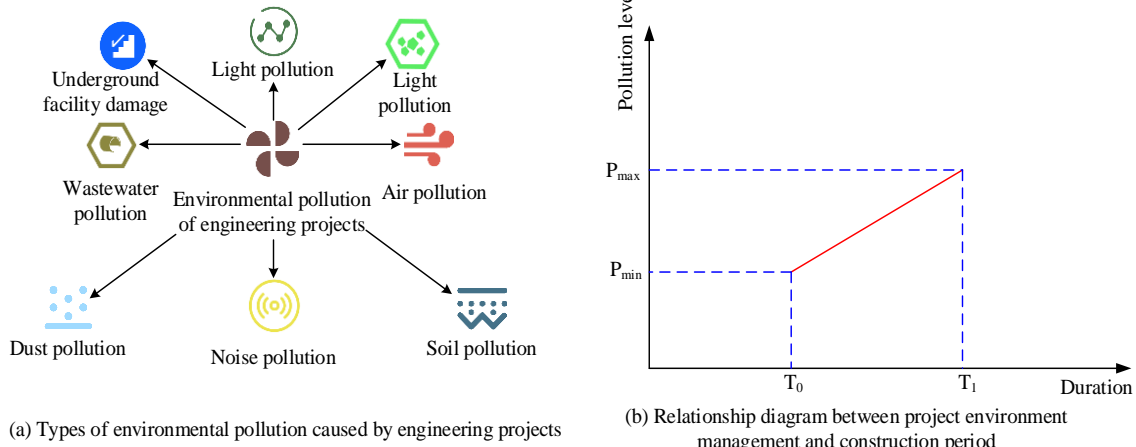 Underground
facility damage
Light pollution
Light
pollution
Wastewater
pollution
Environmental pollution
of engineering projects
Air pollution
Dust pollution
Noise pollution
Soil pollution
(a) Types of environmental pollution caused by engineering projects
Pollution level
Pmax
Pmin
T0
T1
Duration
(b) Relationship diagram between project environment
management and construction period